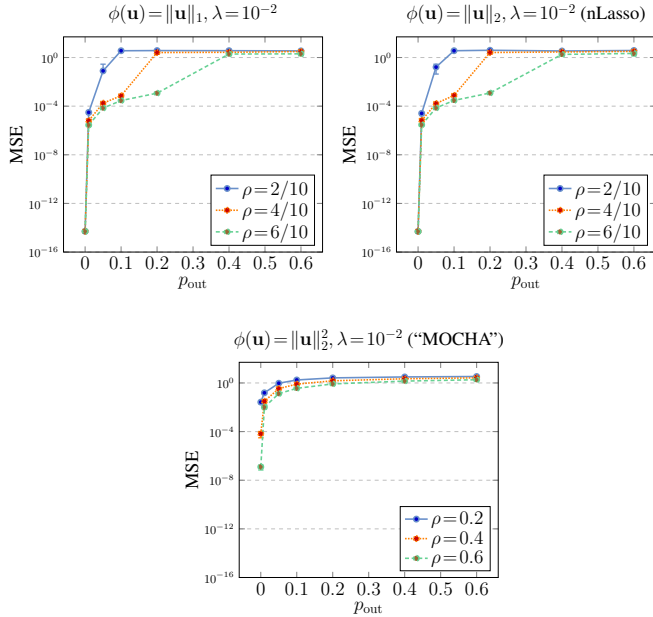 ϕ(u) = ‖u‖₁, λ = 10⁻²
10⁰
10⁻⁴
10⁻⁸
10⁻¹²
10⁻¹⁶
MSE
ρ = 2/10
ρ = 4/10
ρ = 6/10
0 0.1 0.2 0.3 0.4 0.5 0.6
p_out
ϕ(u) = ‖u‖₂, λ = 10⁻² (nLasso)
10⁰
10⁻⁴
10⁻⁸
10⁻¹²
10⁻¹⁶
MSE
ρ = 2/10
ρ = 4/10
ρ = 6/10
0 0.1 0.2 0.3 0.4 0.5 0.6
p_out
ϕ(u) = ‖u‖₂², λ = 10⁻² (“MOCHA”)
10⁰
10⁻⁴
10⁻⁸
10⁻¹²
10⁻¹⁶
MSE
ρ = 0.2
ρ = 0.4
ρ = 0.6
0 0.1 0.2 0.3 0.4 0.5 0.6
p_out